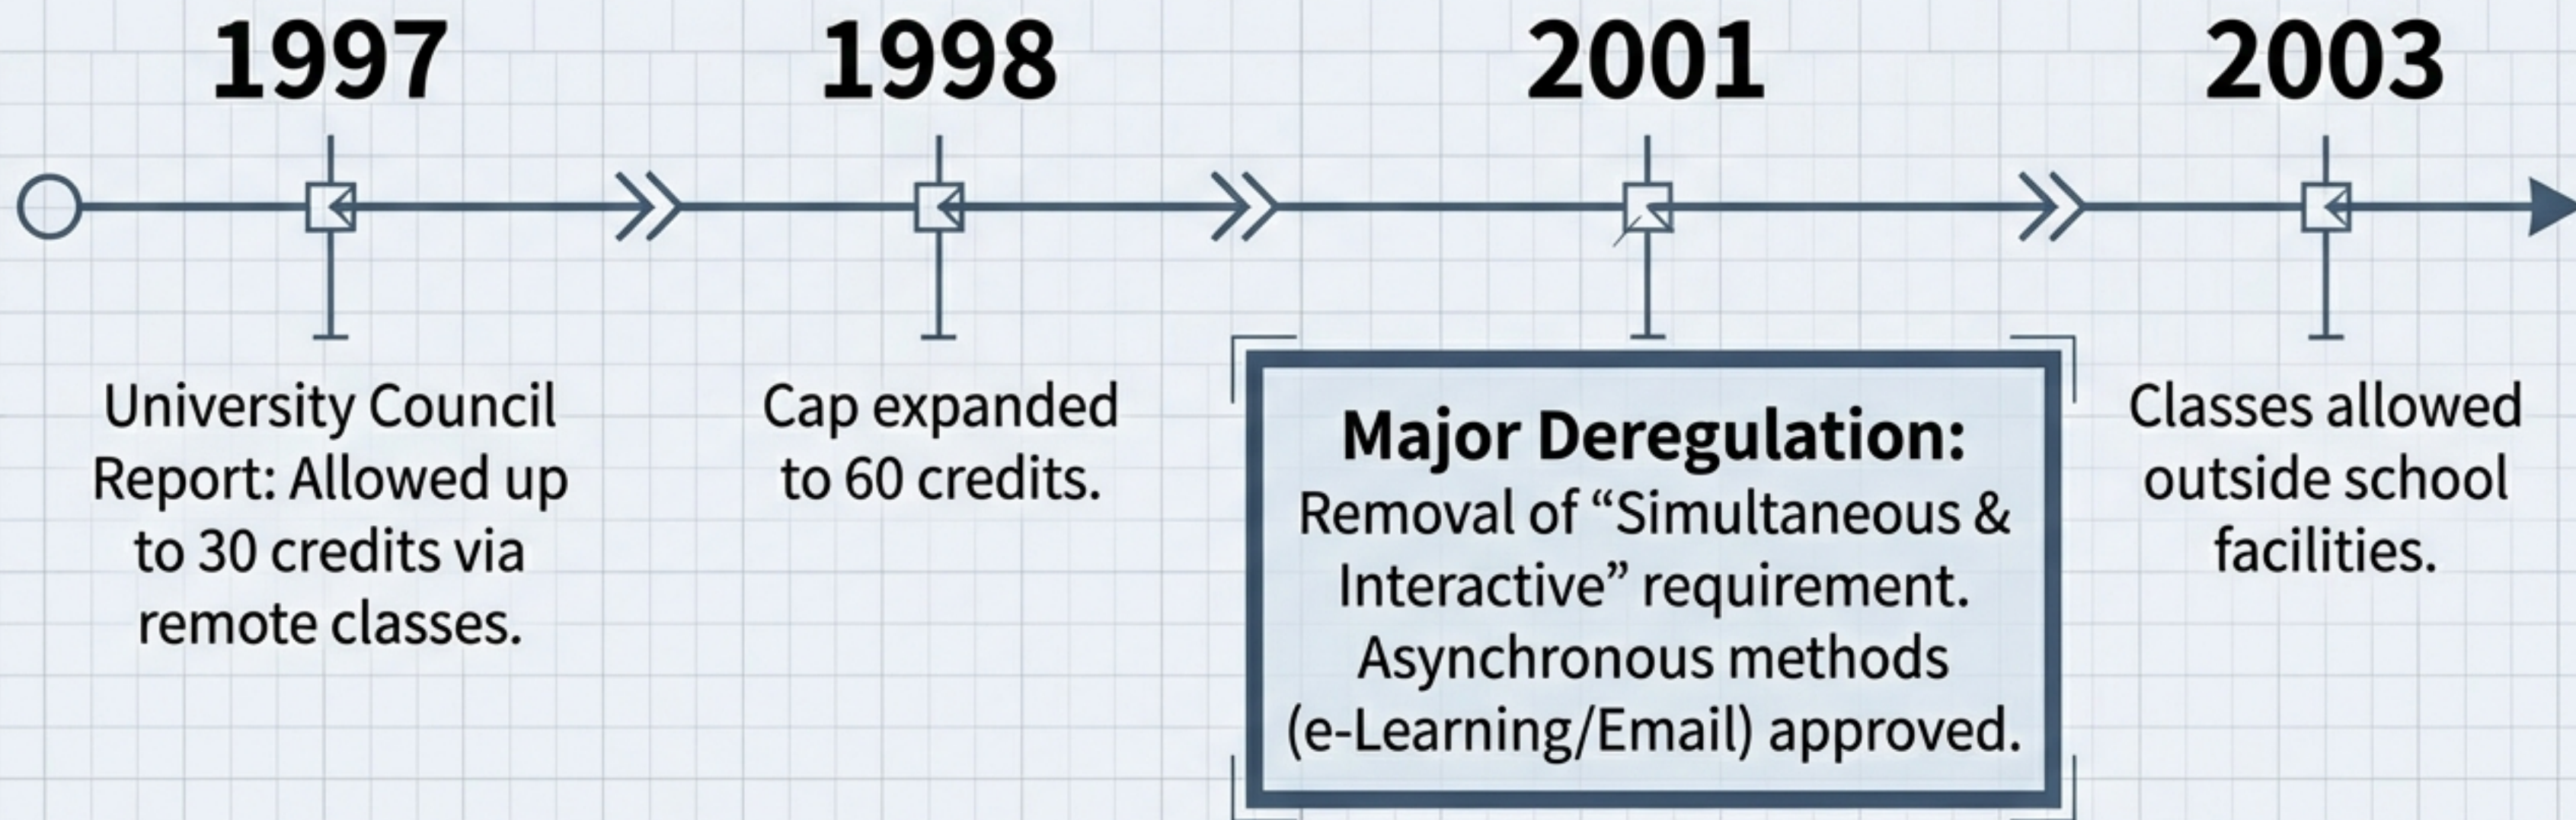 1997
University Council
Report: Allowed up
to 30 credits via
remote classes.
1998
Cap expanded
to 60 credits.
2001
Major Deregulation:
Removal of “Simultaneous &
Interactive” requirement.
Asynchronous methods
(e-Learning/Email) approved.
2003
Classes allowed
outside school
facilities.